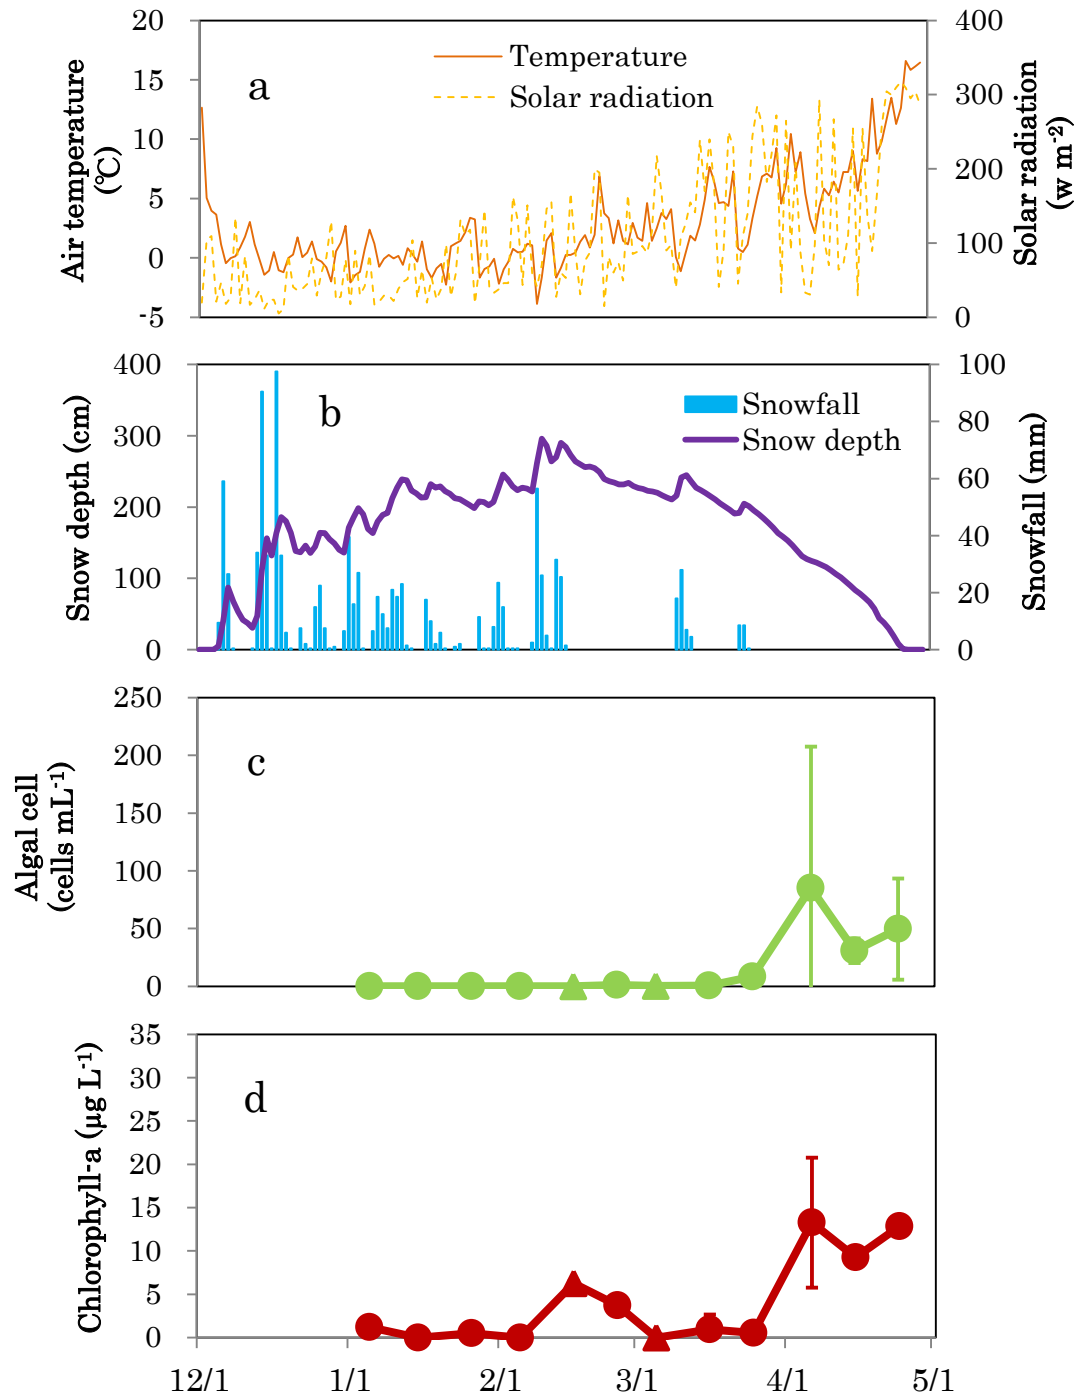 20 400
a Temperature
15 Solar radiation 300
10 200
5
0 100
-5 0
Air temperature
(℃)
Solar radiation
(w m-2)
400 100
b Snowfall
300 Snow depth 80
60
200
40
100
20
0 0
Snow depth (cm)
Snowfall (mm)
250
c
200
150
100
50
0
Algal cell
(cells mL-1)
35
30
d
25
20
15
10
5
0
Chlorophyll-a (μg L-1)
12/1 1/1 2/1 3/1 4/1 5/1